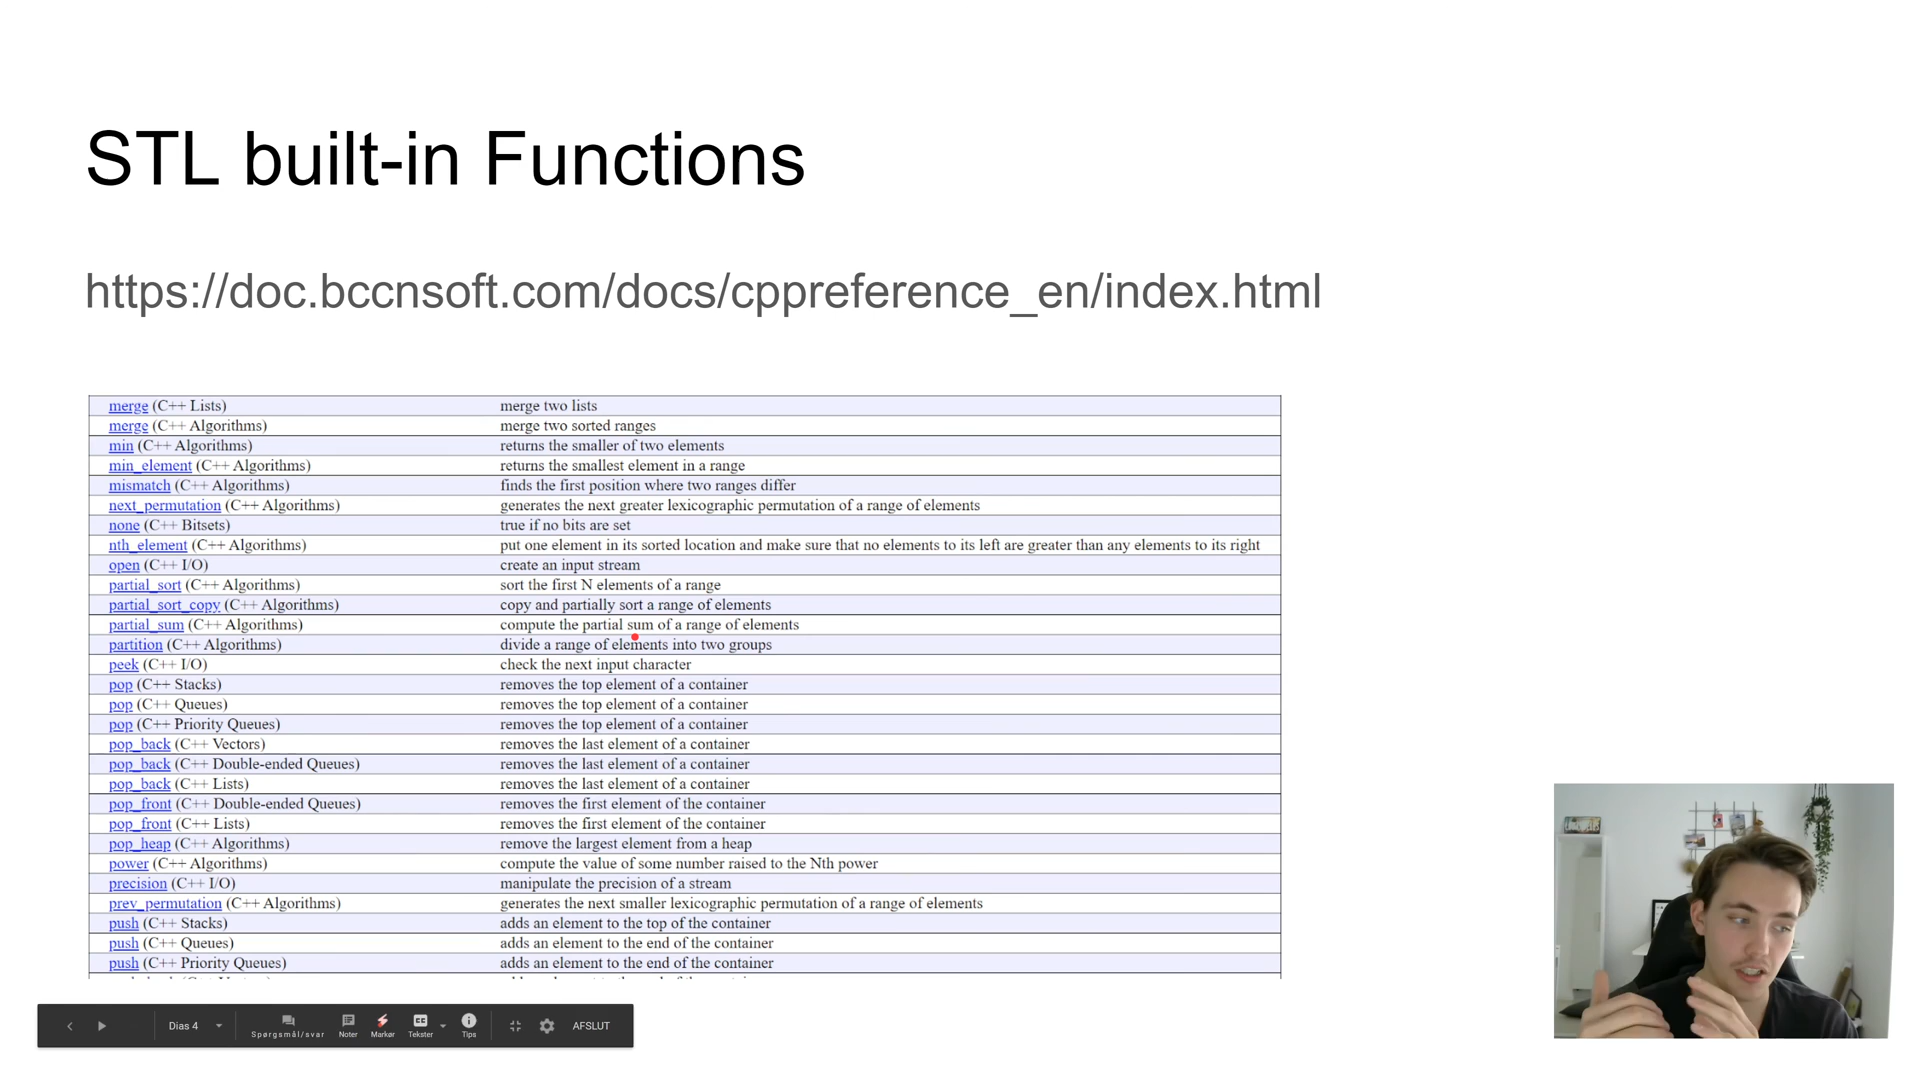 STL built-in Functions
https://doc.bccnsoft.com/docs/cppreference_en/index.html
merge (C++ Lists) merge two lists
merge (C++ Algorithms) merge two sorted ranges
min (C++ Algorithms) returns the smaller of two elements
min_element (C++ Algorithms) returns the smallest element in a range
mismatch (C++ Algorithms) finds the first position where two ranges differ
next_permutation (C++ Algorithms) generates the next greater lexicographic permutation of a range of elements
none (C++ Bitsets) true if no bits are set
nth_element (C++ Algorithms) put one element in its sorted location and make sure that no elements to its left are greater than any elements to its right
open (C++ I/O) create an input stream
partial_sort (C++ Algorithms) sort the first N elements of a range
partial_sort_copy (C++ Algorithms) copy and partially sort a range of elements
partial_sum (C++ Algorithms) compute the partial sum of a range of elements
partition (C++ Algorithms) divide a range of elements into two groups
peek (C++ I/O) check the next input character
pop (C++ Stacks) removes the top element of a container
pop (C++ Queues) removes the top element of a container
pop (C++ Priority Queues) removes the top element of a container
pop_back (C++ Vectors) removes the last element of a container
pop_back (C++ Double-ended Queues) removes the last element of a container
pop_back (C++ Lists) removes the last element of a container
pop_front (C++ Double-ended Queues) removes the first element of the container
pop_front (C++ Lists) removes the first element of the container
pop_heap (C++ Algorithms) remove the largest element from a heap
power (C++ Algorithms) compute the value of some number raised to the Nth power
precision (C++ I/O) manipulate the precision of a stream
prev_permutation (C++ Algorithms) generates the next smaller lexicographic permutation of a range of elements
push (C++ Stacks) adds an element to the top of the container
push (C++ Queues) adds an element to the end of the container
push (C++ Priority Queues) adds an element to the end of the container
Dias 4 Spørgsmål/svar Noter Markør Tekster Tips AFSLUT